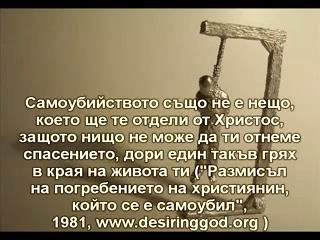 Самоубийството също не е нещо,
което ще те отдели от Христос,
защото нищо не може да ти отнеме
спасението, дори един такъв грях
в края на живота ти ("Размисъл
на погребението на християнин,
който се е самоубил",
1981, www.desiringgod.org )